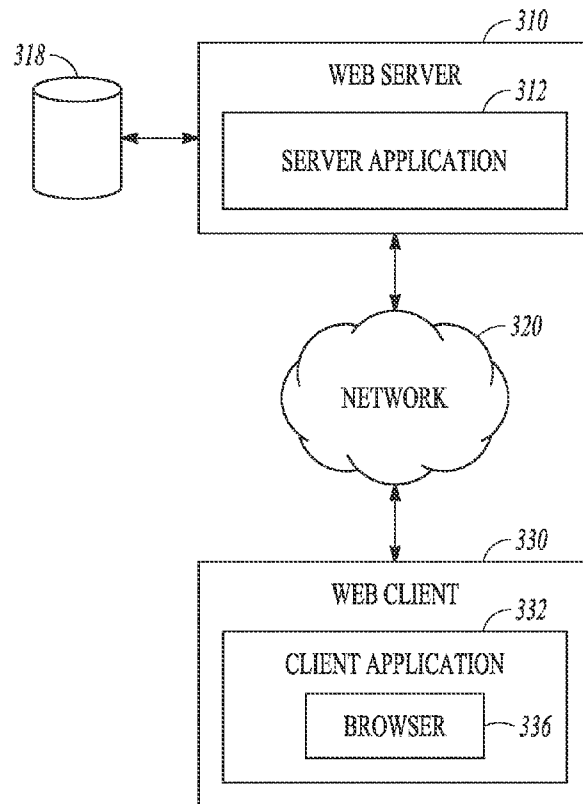 310
318
WEB SERVER
312
SERVER APPLICATION
320
NETWORK
330
WEB CLIENT
332
CLIENT APPLICATION
BROWSER
336